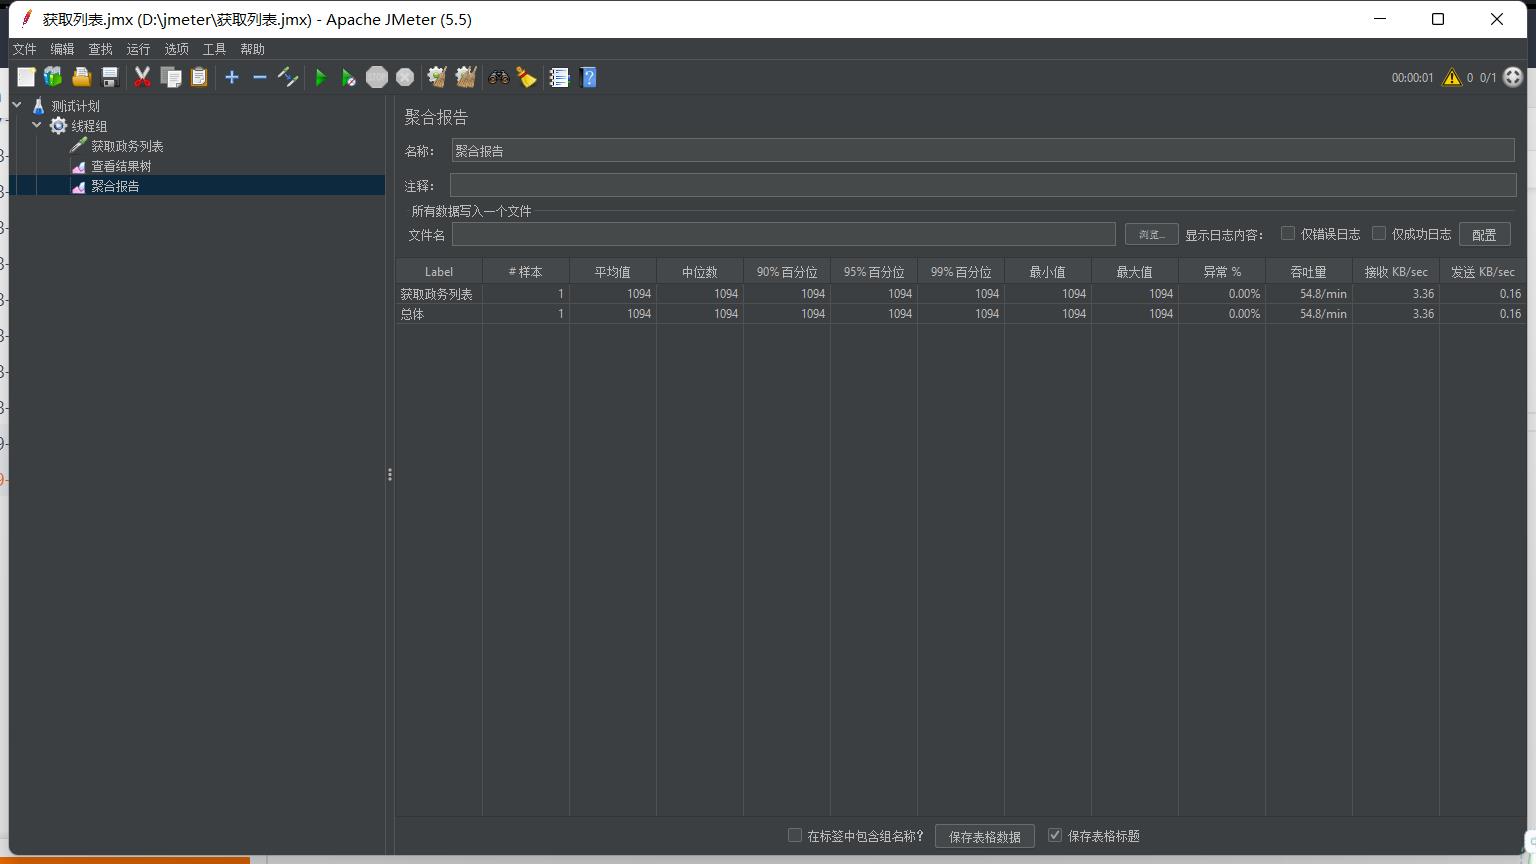 获取列表.jmx (D:\jmeter\获取列表.jmx) - Apache JMeter (5.5)
文件 编辑 查找 运行 选项 工具 帮助
STOP 00:00:01 0 0/1
测试计划
线程组
获取政务列表
查看结果树
聚合报告
聚合报告
名称： 聚合报告
注释：
所有数据写入一个文件
文件名 浏览... 显示日志内容： 仅错误日志 仅成功日志 配置
Label # 样本 平均值 中位数 90% 百分位 95% 百分位 99% 百分位 最小值 最大值 异常 % 吞吐量 接收 KB/sec 发送 KB/sec
获取政务列表 1 1094 1094 1094 1094 1094 1094 1094 0.00% 54.8/min 3.36 0.16
总体 1 1094 1094 1094 1094 1094 1094 1094 0.00% 54.8/min 3.36 0.16
在标签中包含组名称？ 保存表格数据 保存表格标题